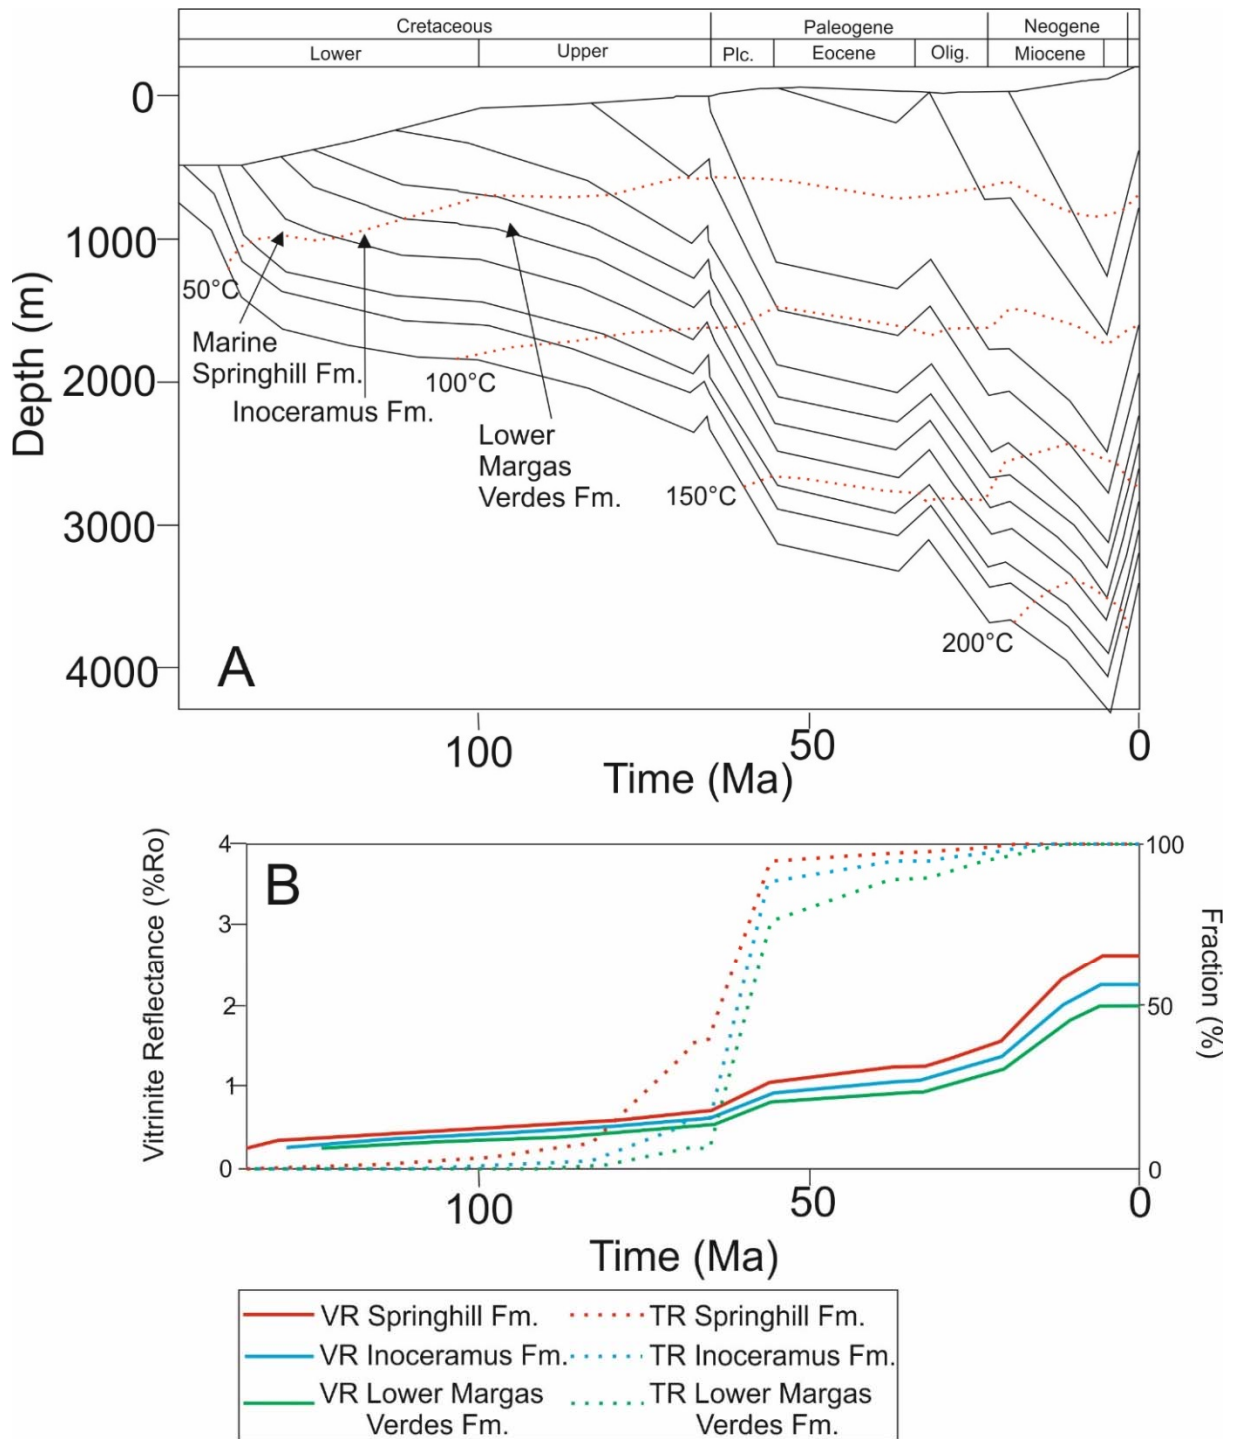 Cretaceous Paleogene Neogene
Lower Upper Plc. Eocene Olig. Miocene
0
1000
2000
3000
4000
Depth (m)
50°C
Marine
Springhill Fm.
Inoceramus Fm.
100°C
Lower
Margas
Verdes Fm.
150°C
200°C
A
100 50 0
Time (Ma)
B
Vitrinite Reflectance (%Ro)
4
3
2
1
0
100
50
0
Fraction (%)
100 50 0
Time (Ma)
VR Springhill Fm. TR Springhill Fm.
VR Inoceramus Fm. TR Inoceramus Fm.
VR Lower Margas TR Lower Margas
Verdes Fm. Verdes Fm.